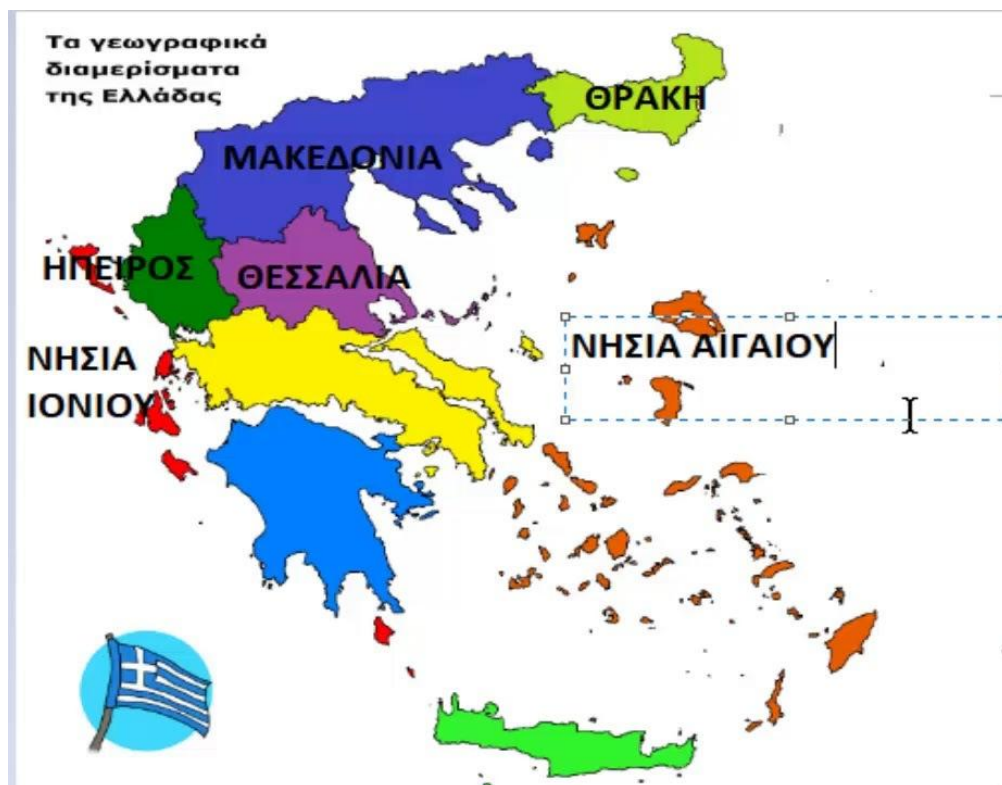 Τα γεωγραφικά
διαμερίσματα
της Ελλάδας
ΘΡΑΚΗ
ΜΑΚΕΔΟΝΙΑ
ΗΠΕΙΡΟΣ
ΘΕΣΣΑΛΙΑ
ΝΗΣΙΑ
ΙΟΝΙΟΥ
ΝΗΣΙΑ ΑΙΓΑΙΟΥ